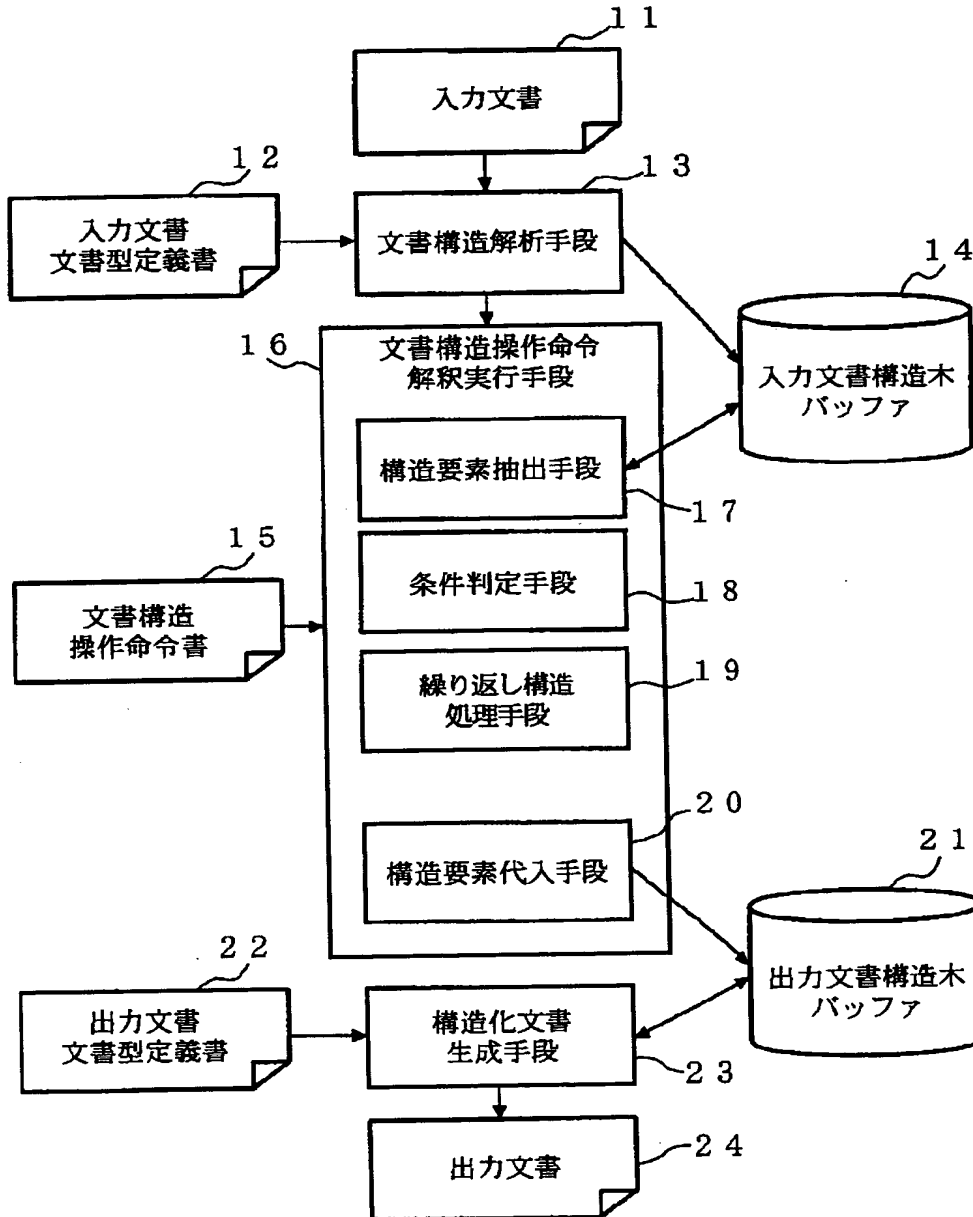 １１
入力文書
１２
入力文書
文書型定義書
１３
文書構造解析手段
１４
入力文書構造木
バッファ
１６
文書構造操作命令
解釈実行手段
構造要素抽出手段
１７
１５
文書構造
操作命令書
条件判定手段
１８
繰り返し構造
処理手段
１９
２０
構造要素代入手段
２１
出力文書構造木
バッファ
２２
出力文書
文書型定義書
構造化文書
生成手段
２３
出力文書
２４